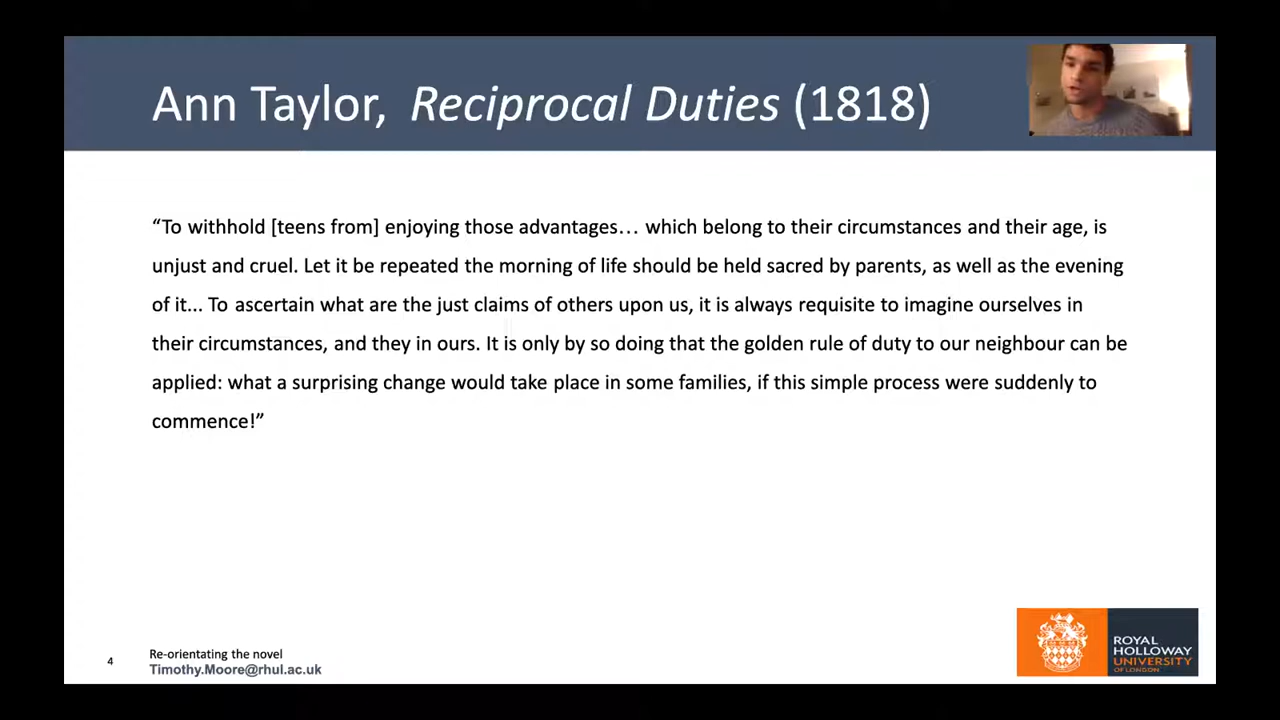 Ann Taylor, Reciprocal Duties (1818)
“To withhold [teens from] enjoying those advantages… which belong to their circumstances and their age, is
unjust and cruel. Let it be repeated the morning of life should be held sacred by parents, as well as the evening
of it... To ascertain what are the just claims of others upon us, it is always requisite to imagine ourselves in
their circumstances, and they in ours. It is only by so doing that the golden rule of duty to our neighbour can be
applied: what a surprising change would take place in some families, if this simple process were suddenly to
commence!”
4
Re-orientating the novel
Timothy.Moore@rhul.ac.uk
ROYAL
HOLLOWAY
UNIVERSITY
OF LONDON